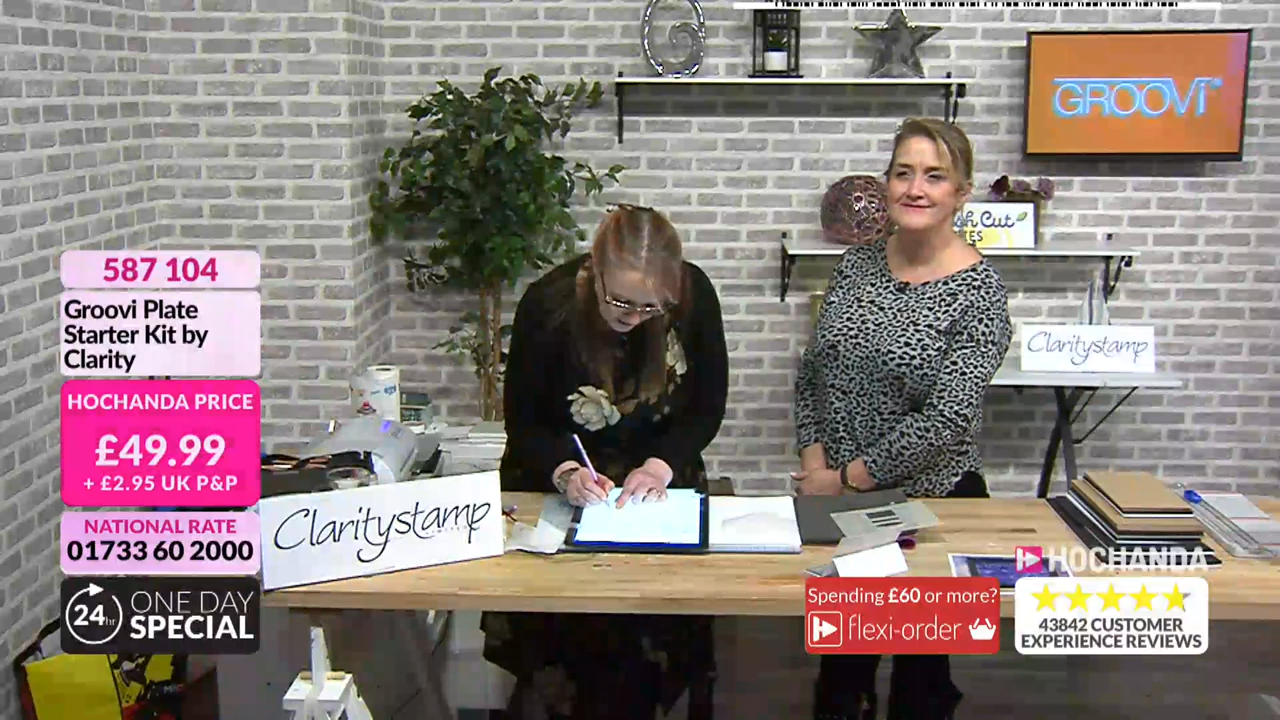 GROOVi
sh Cut
Claritystamp
587 104
Groovi Plate
Starter Kit by
Clarity
HOCHANDA PRICE
£49.99
+ £2.95 UK P&P
NATIONAL RATE
01733 60 2000
24hr ONE DAY
SPECIAL
Claritystamp
HOCHANDA
Spending £60 or more?
flexi-order
43842 CUSTOMER
EXPERIENCE REVIEWS